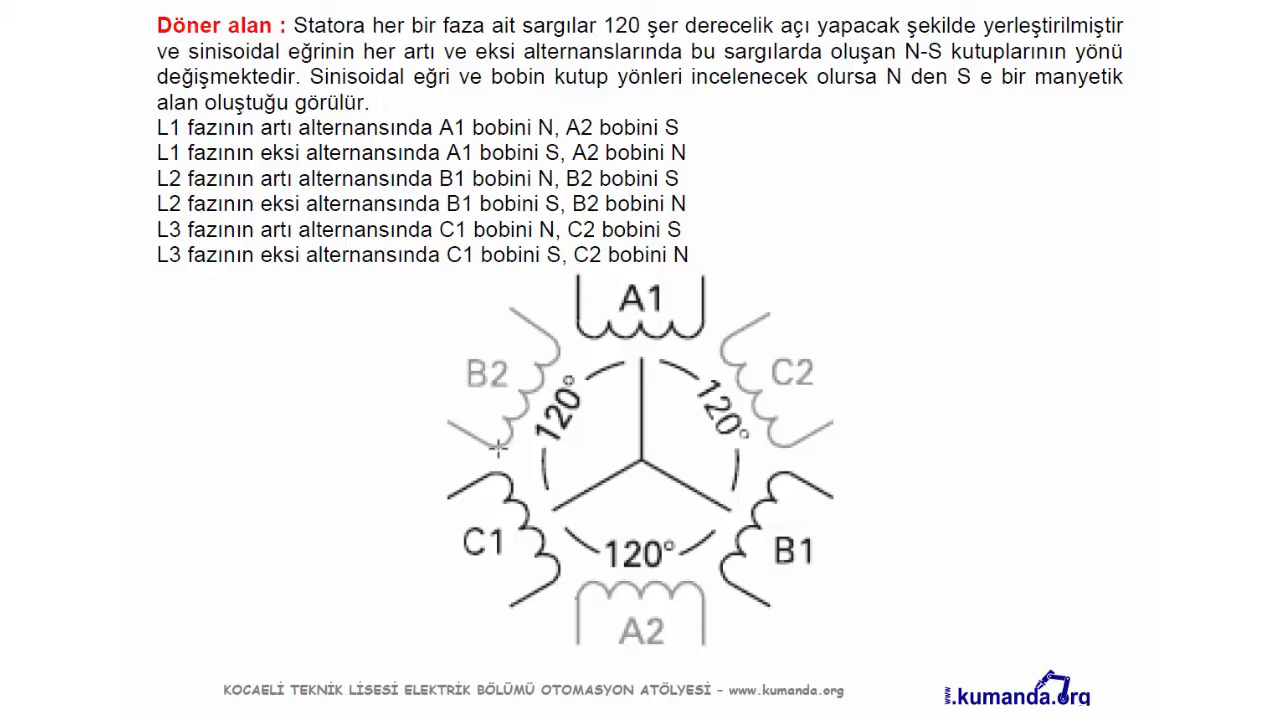 Döner alan : Statora her bir faza ait sargılar 120 şer derecelik açı yapacak şekilde yerleştirilmiştir
ve sinisoidal eğrinin her artı ve eksi alternanslarında bu sargılarda oluşan N-S kutuplarının yönü
değişmektedir. Sinisoidal eğri ve bobin kutup yönleri incelenecek olursa N den S e bir manyetik
alan oluştuğu görülür.
L1 fazının artı alternansında A1 bobini N, A2 bobini S
L1 fazının eksi alternansında A1 bobini S, A2 bobini N
L2 fazının artı alternansında B1 bobini N, B2 bobini S
L2 fazının eksi alternansında B1 bobini S, B2 bobini N
L3 fazının artı alternansında C1 bobini N, C2 bobini S
L3 fazının eksi alternansında C1 bobini S, C2 bobini N
A1
B2
C2
120°
120°
C1
120°
B1
A2
KOCAELİ TEKNİK LİSESİ ELEKTRİK BÖLÜMÜ OTOMASYON ATÖLYESİ - www.kumanda.org
www.kumanda.org